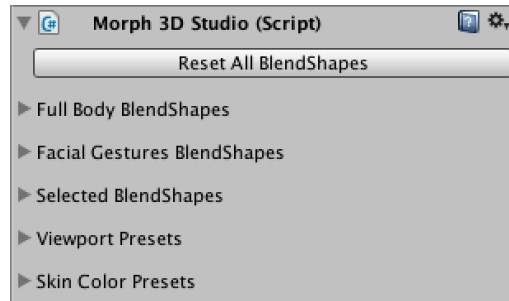 Morph 3D Studio (Script)
Reset All BlendShapes
Full Body BlendShapes
Facial Gestures BlendShapes
Selected BlendShapes
Viewport Presets
Skin Color Presets